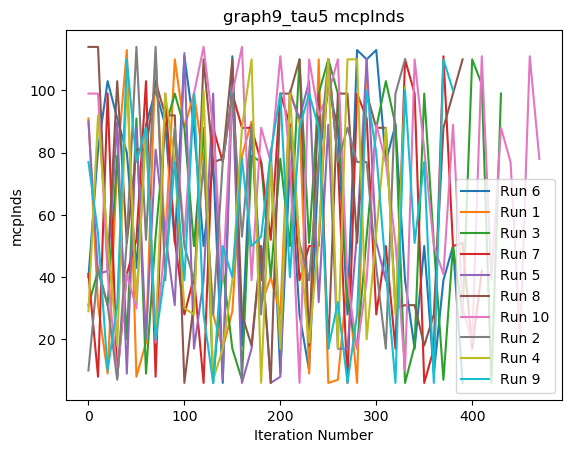 graph9_tau5 mcpInds
mcpInds
100
80
60
40
20
0
100
200
300
400
Iteration Number
Run 6
Run 1
Run 3
Run 7
Run 5
Run 8
Run 10
Run 2
Run 4
Run 9